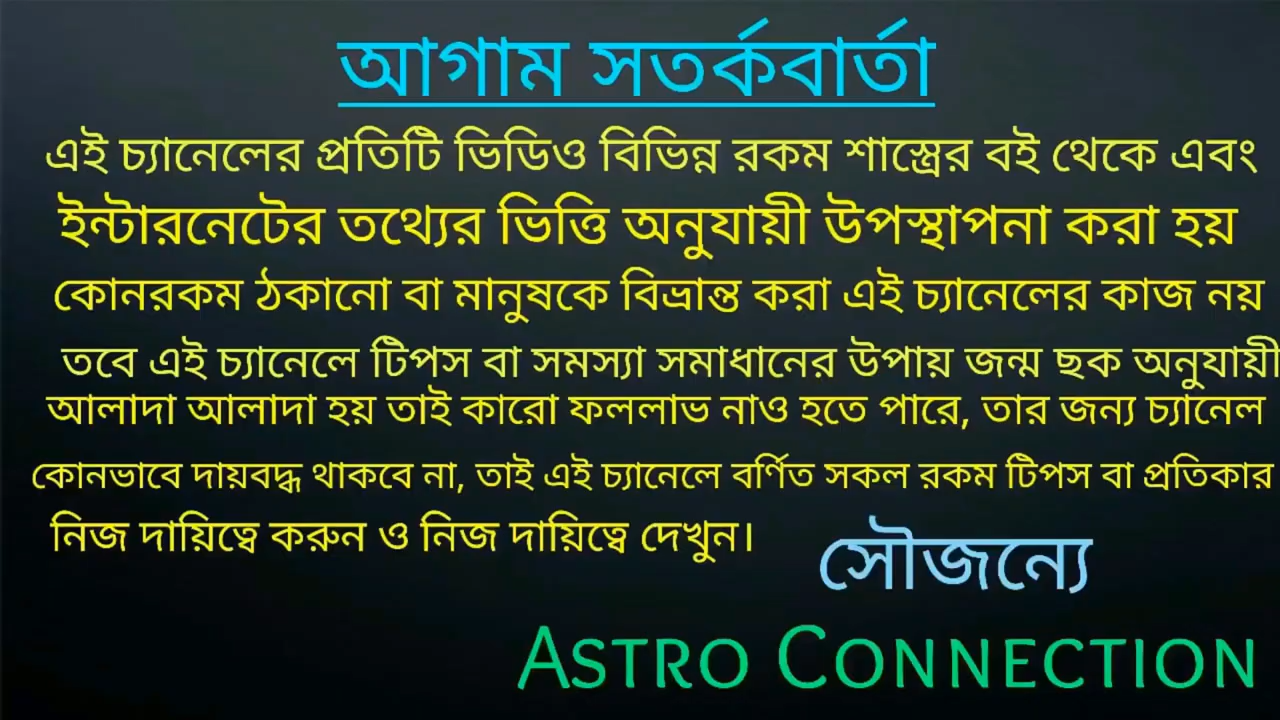 আগাম সতর্কবার্তা
এই চ্যানেলের প্রতিটি ভিডিও বিভিন্ন রকম শাস্ত্রের বই থেকে এবং
ইন্টারনেটের তথ্যের ভিত্তি অনুযায়ী উপস্থাপনা করা হয়
কোনরকম ঠকানো বা মানুষকে বিভ্রান্ত করা এই চ্যানেলের কাজ নয়
তবে এই চ্যানেলে টিপস বা সমস্যা সমাধানের উপায় জন্ম ছক অনুযায়ী
আলাদা আলাদা হয় তাই কারো ফললাভ নাও হতে পারে, তার জন্য চ্যানেল
কোনভাবে দায়বদ্ধ থাকবে না, তাই এই চ্যানেলে বর্ণিত সকল রকম টিপস বা প্রতিকার
নিজ দায়িত্বে করুন ও নিজ দায়িত্বে দেখুন।
সৌজন্যে
ASTRO CONNECTION